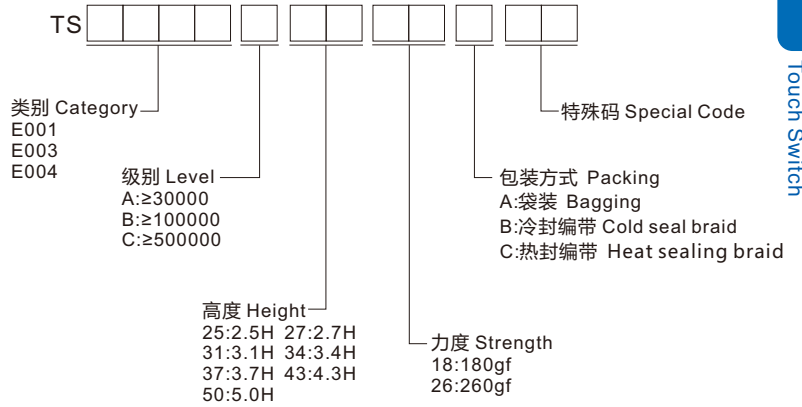 TS
类别 Category
E001
E003
E004
级别 Level
A:≥30000
B:≥100000
C:≥500000
高度 Height
25:2.5H 27:2.7H
31:3.1H 34:3.4H
37:3.7H 43:4.3H
50:5.0H
力度 Strength
18:180gf
26:260gf
包装方式 Packing
A:袋装 Bagging
B:冷封编带 Cold seal braid
C:热封编带 Heat sealing braid
特殊码 Special Code
Touch Switch